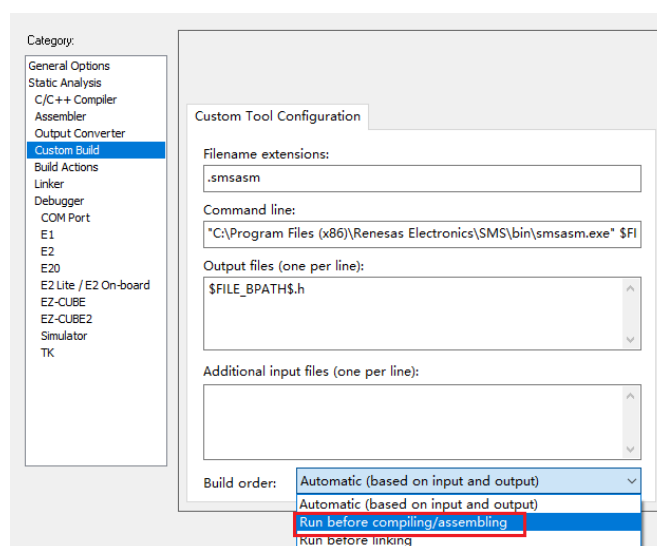 Category:
General Options
Static Analysis
C/C++ Compiler
Assembler
Output Converter
Custom Build
Build Actions
Linker
Debugger
COM Port
E1
E2
E20
E2 Lite / E2 On-board
EZ-CUBE
EZ-CUBE2
Simulator
TK
Custom Tool Configuration
Filename extensions:
.smsasm
Command line:
"C:\Program Files (x86)\Renesas Electronics\SMS\bin\smsasm.exe" $FI
Output files (one per line):
$FILE_BPATH$.h
Additional input files (one per line):
Build order:
Automatic (based on input and output)
Automatic (based on input and output)
Run before compiling/assembling
Run before linking